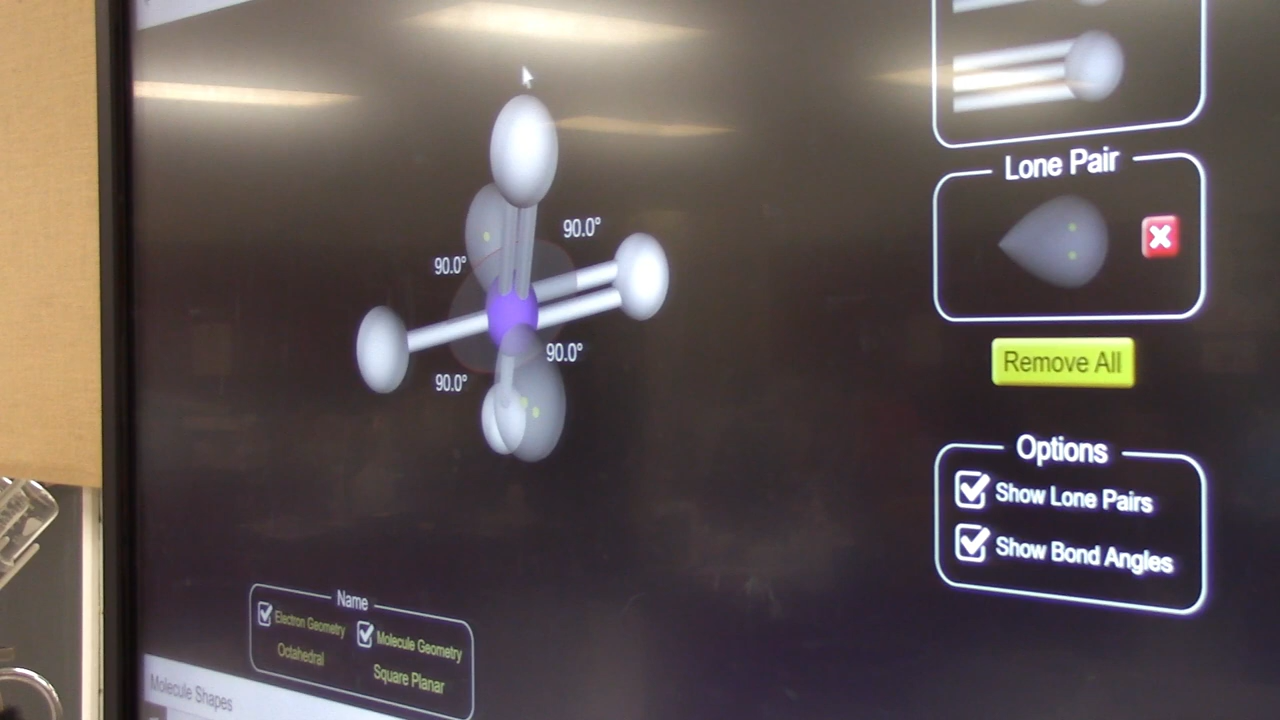 90.0°
90.0°
90.0°
90.0°
Lone Pair
Remove All
Options
Show Lone Pairs
Show Bond Angles
Name
Electron Geometry
Molecule Geometry
Octahedral
Square Planar
Molecule Shapes